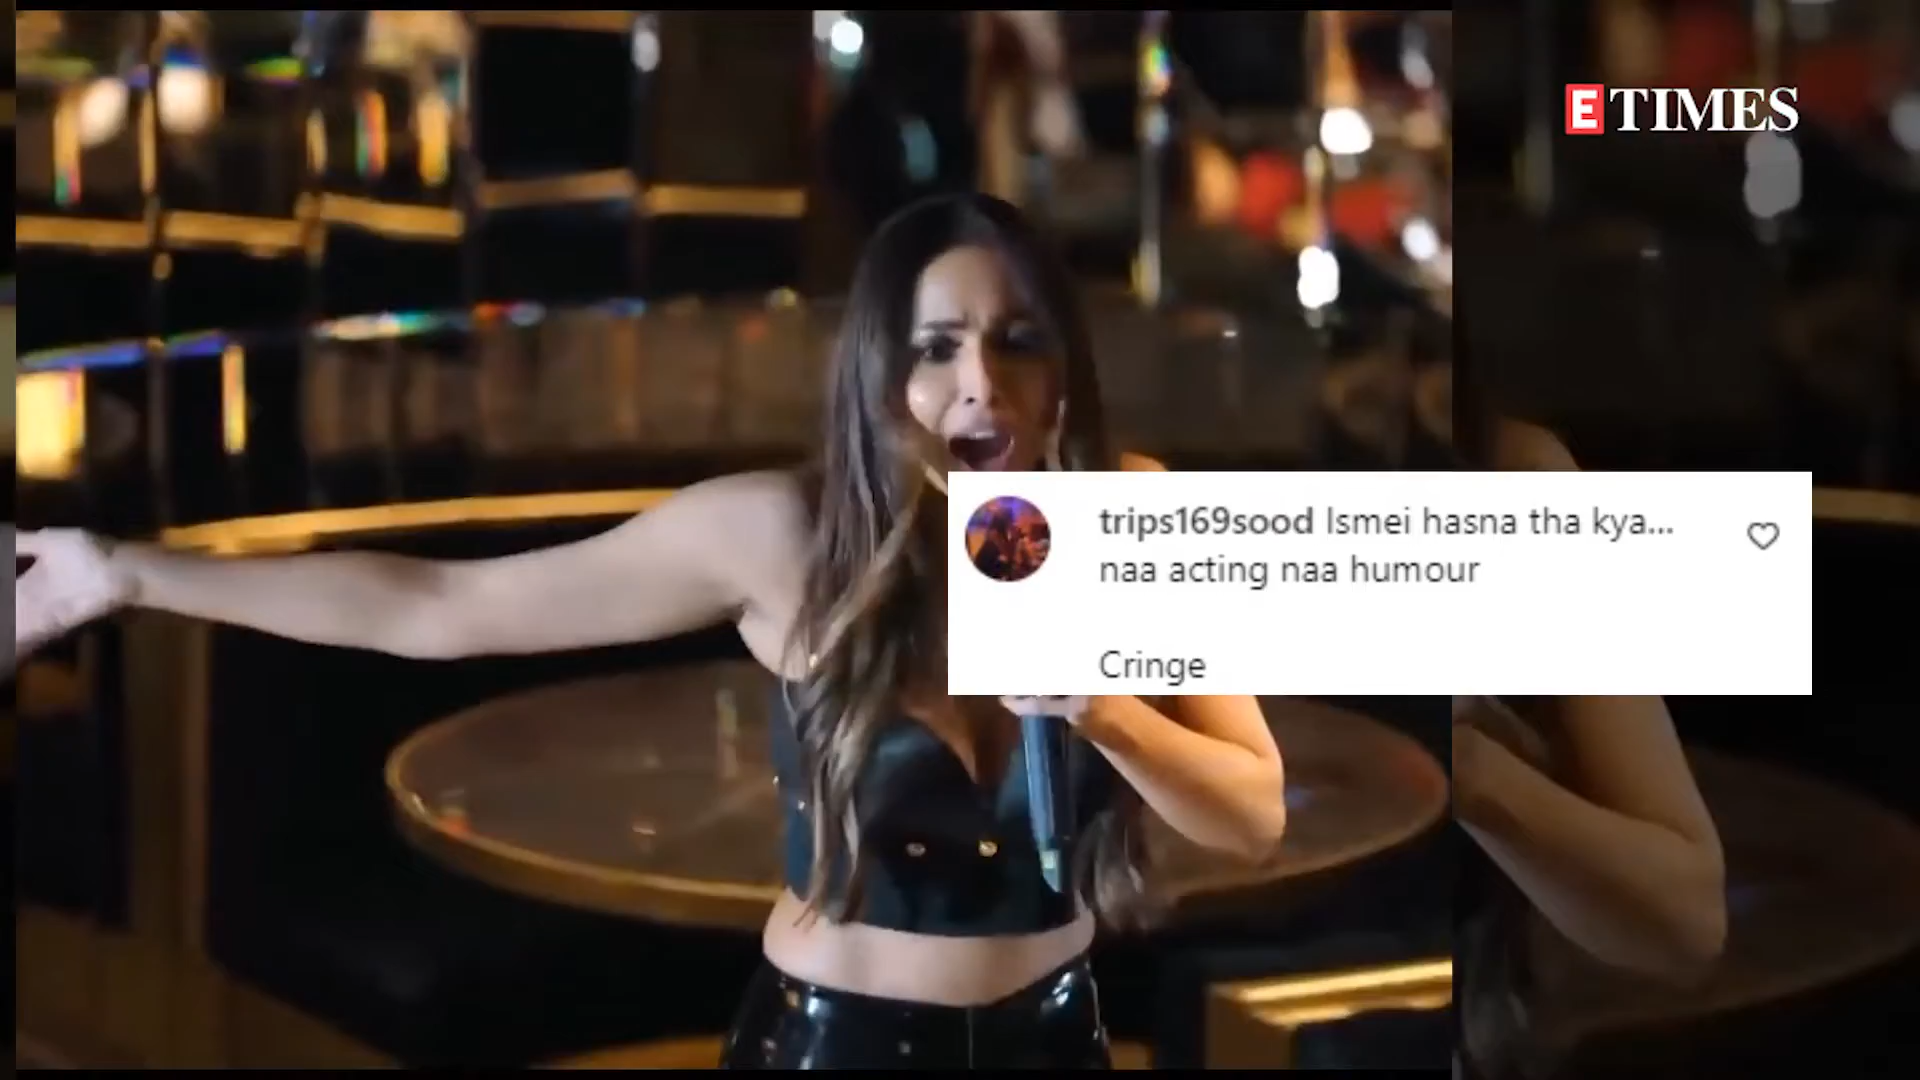 ETIMES
trips169sood Ismei hasna tha kya...
naa acting naa humour
Cringe